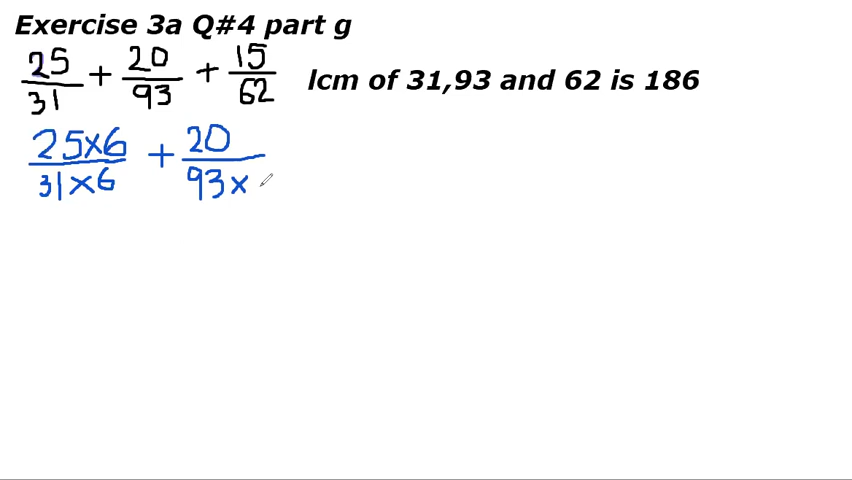 Exercise 3a Q#4 part g
25/31 + 20/93 + 15/62 lcm of 31,93 and 62 is 186
25×6/31×6 + 20/93×